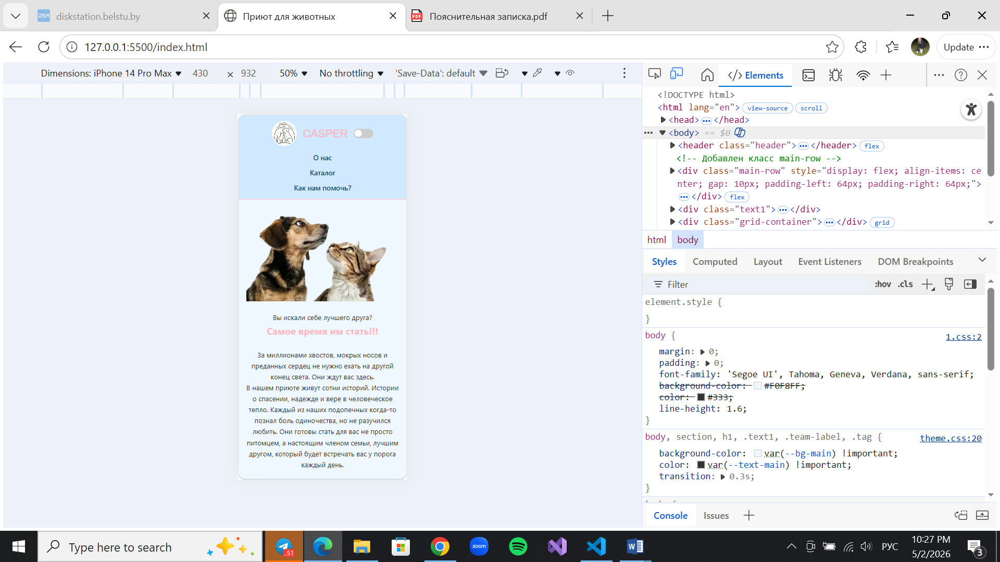 DSM diskstation.belstu.by
Приют для животных
PDF Пояснительная записка.pdf
127.0.0.1:5500/index.html
Update
Dimensions: iPhone 14 Pro Max 430 × 932 50% No throttling 'Save-Data': default
Elements
CASPER
О нас
Каталог
Как нам помочь?
Вы искали себе лучшего друга?
Самое время им стать!!!
За миллионами хвостов, мокрых носов и
преданных сердец не нужно ехать на другой
конец света. Они ждут вас здесь.
В нашем приюте живут сотни историй. Истории
о спасении, надежде и вере в человеческое
тепло. Каждый из наших подопечных когда-то
познал боль одиночества, но не разучился
любить. Они готовы стать для вас не просто
питомцем, а настоящим членом семьи, лучшим
другом, который будет встречать вас у порога
каждый день.
<!DOCTYPE html>
<html lang="en"> view-source scroll
<head> … </head>
<body> == $0
<header class="header"> … </header> flex
<!-- Добавлен класс main-row -->
<div class="main-row" style="display: flex; align-items: ce
nter; gap: 10px; padding-left: 64px; padding-right: 64px;">
… </div> flex
<div class="text1"> … </div>
<div class="grid-container"> … </div> grid
html body
Styles Computed Layout Event Listeners DOM Breakpoints
Filter :hov .cls
element.style {
}
body { 1.css:2
margin: 0;
padding: 0;
font-family: 'Segoe UI', Tahoma, Geneva, Verdana, sans-serif;
background-color: #F0F8FF;
color: #333;
line-height: 1.6;
}
body, section, h1, .text1, .team-label, .tag { theme.css:20
background-color: var(--bg-main) !important;
color: var(--text-main) !important;
transition: 0.3s;
}
Console Issues
Type here to search
..51
zoom
РУС
10:27 PM
5/2/2026
3